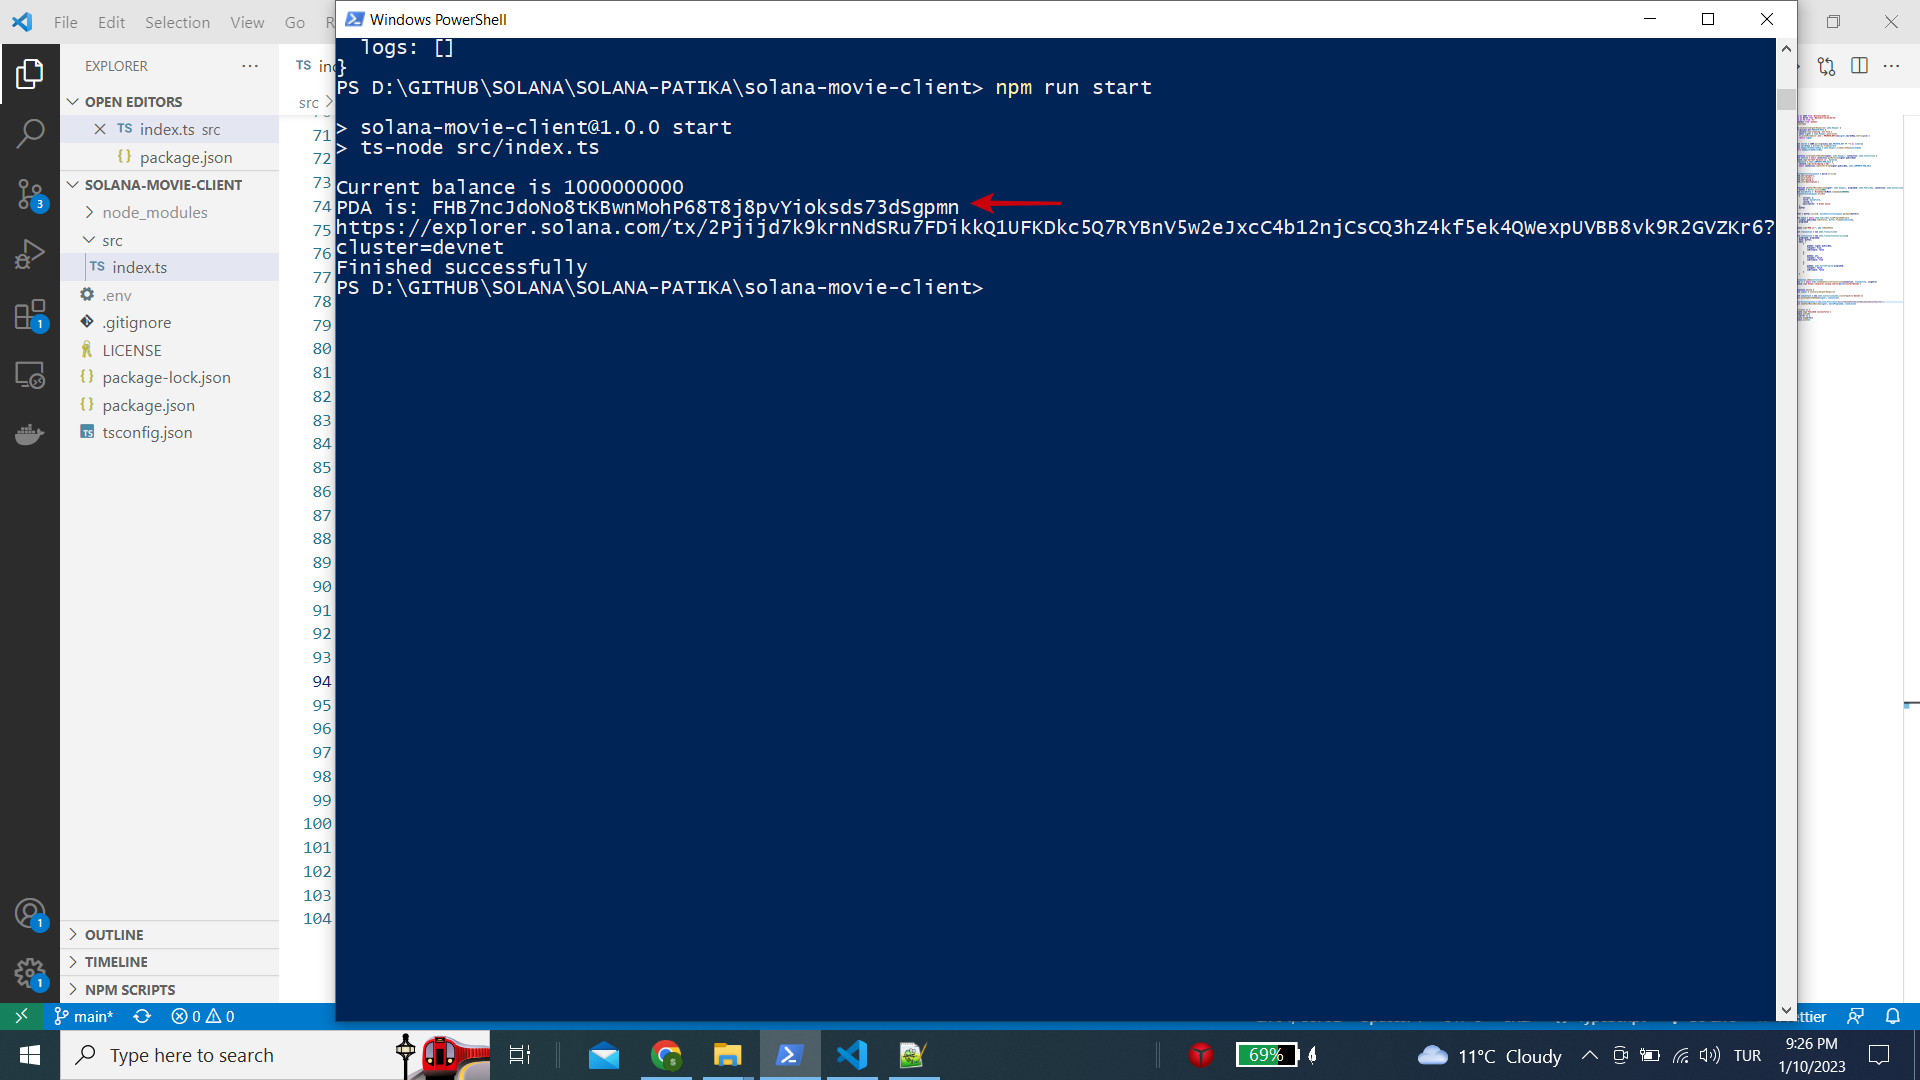 File Edit Selection View Go
Windows PowerShell
EXPLORER
OPEN EDITORS
TS index.ts src
{} package.json
SOLANA-MOVIE-CLIENT
node_modules
src
TS index.ts
.env
.gitignore
LICENSE
{} package-lock.json
{} package.json
TS tsconfig.json
OUTLINE
TIMELINE
NPM SCRIPTS
3
1
1
1
TS
src >
71
72
73
74
75
76
77
78
79
80
81
82
83
84
85
86
87
88
89
90
91
92
93
94
95
96
97
98
99
100
101
102
103
104
logs: []
}
PS D:\GITHUB\SOLANA\SOLANA-PATIKA\solana-movie-client> npm run start
> solana-movie-client@1.0.0 start
> ts-node src/index.ts
Current balance is 1000000000
PDA is: FHB7ncJdoNo8tKBwnMohP68T8j8pvYioksds73dSgpmn
https://explorer.solana.com/tx/2Pjijd7k9krnNdSRu7FDikkQ1UFKDkc5Q7RYBnV5w2eJxcC4b12njCsCQ3hZ4kf5ek4QWexpUVBB8vk9R2GVZKr6?
cluster=devnet
Finished successfully
PS D:\GITHUB\SOLANA\SOLANA-PATIKA\solana-movie-client>
main* 0 0
Type here to search
69%
11°C Cloudy
TUR
9:26 PM
1/10/2023